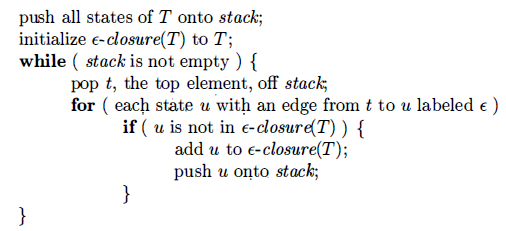 push all states of T onto stack;
initialize ϵ-closure(T) to T;
while ( stack is not empty ) {
pop t, the top element, off stack;
for ( each state u with an edge from t to u labeled ϵ )
if ( u is not in ϵ-closure(T) ) {
add u to ϵ-closure(T);
push u onto stack;
}
}